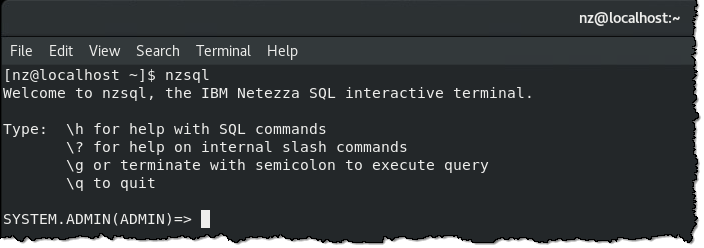 nz@localhost:~
File Edit View Search Terminal Help
[nz@localhost ~]$ nzsql
Welcome to nzsql, the IBM Netezza SQL interactive terminal.
Type:  \h for help with SQL commands
       \? for help on internal slash commands
       \g or terminate with semicolon to execute query
       \q to quit
SYSTEM.ADMIN(ADMIN)=>